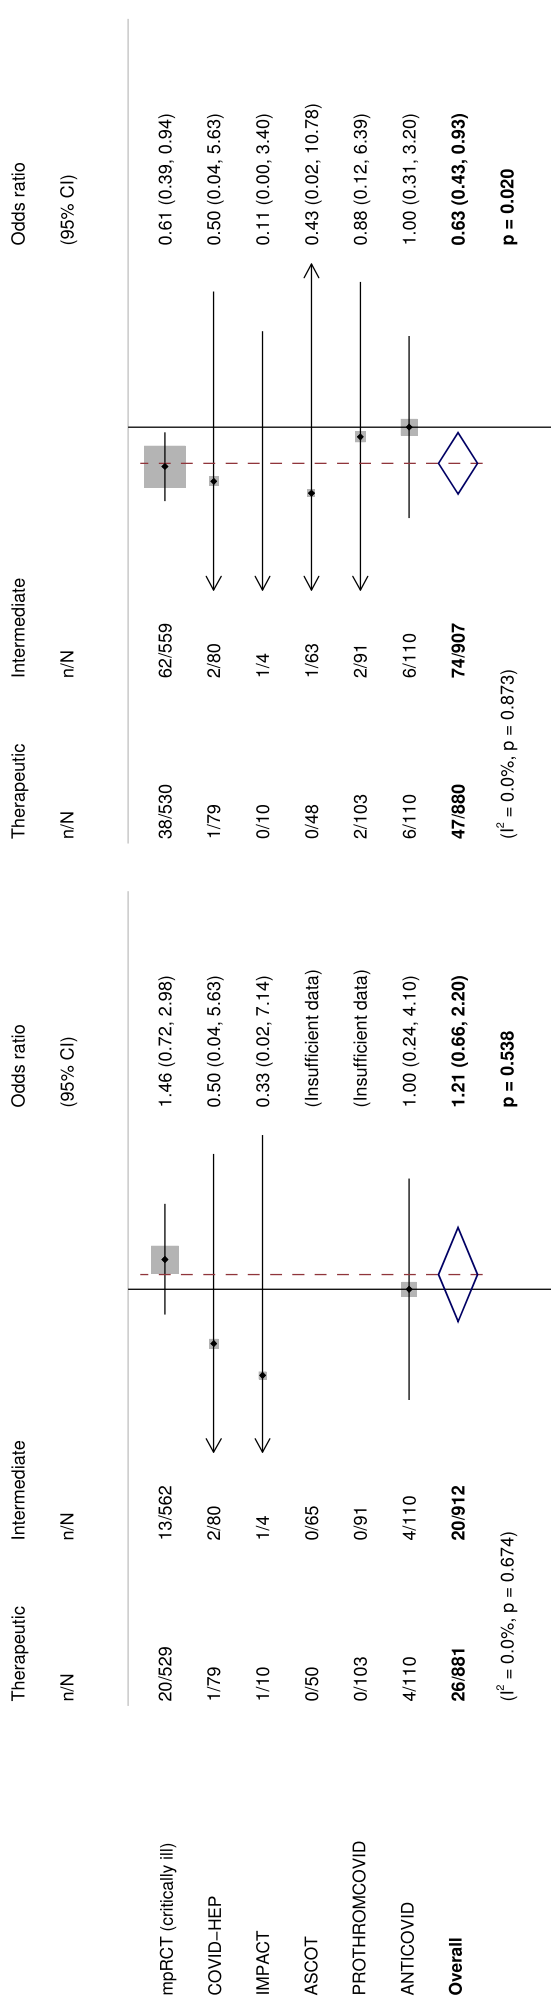 Therapeutic Intermediate Odds ratio Therapeutic Intermediate Odds ratio
n/N n/N (95% CI) n/N n/N (95% CI)
mpRCT (critically ill) 20/529 13/562 1.46 (0.72, 2.98) 38/530 62/559 0.61 (0.39, 0.94)
COVID−HEP 1/79 2/80 0.50 (0.04, 5.63) 1/79 2/80 0.50 (0.04, 5.63)
IMPACT 1/10 1/4 0.33 (0.02, 7.14) 0/10 1/4 0.11 (0.00, 3.40)
ASCOT 0/50 0/65 (Insufficient data) 0/48 1/63 0.43 (0.02, 10.78)
PROTHROMCOVID 0/103 0/91 (Insufficient data) 2/103 2/91 0.88 (0.12, 6.39)
ANTICOVID 4/110 4/110 1.00 (0.24, 4.10) 6/110 6/110 1.00 (0.31, 3.20)
Overall 26/881 20/912 1.21 (0.66, 2.20) 47/880 74/907 0.63 (0.43, 0.93)
(I² = 0.0%, p = 0.674) p = 0.538 (I² = 0.0%, p = 0.873) p = 0.020